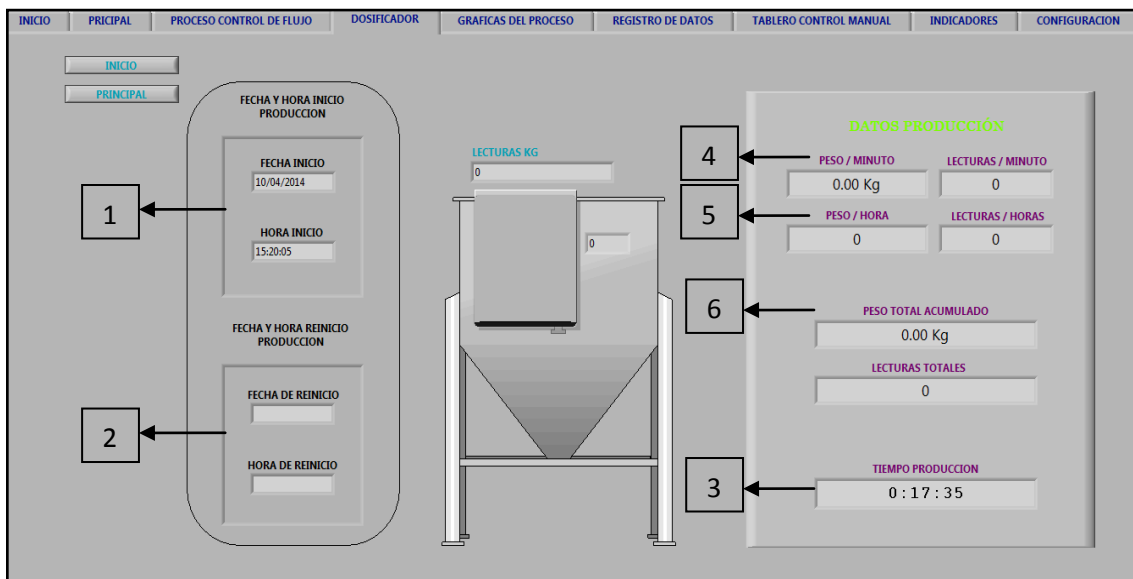 INICIO
PRICIPAL
PROCESO CONTROL DE FLUJO
DOSIFICADOR
GRAFICAS DEL PROCESO
REGISTRO DE DATOS
TABLERO CONTROL MANUAL
INDICADORES
CONFIGURACION
INICIO
PRINCIPAL
FECHA Y HORA INICIO
PRODUCCION
FECHA INICIO
10/04/2014
HORA INICIO
15:20:05
1
FECHA Y HORA REINICIO
PRODUCCION
FECHA DE REINICIO
HORA DE REINICIO
2
LECTURAS KG
0
0
DATOS PRODUCCIÓN
4
PESO / MINUTO
0.00 Kg
LECTURAS / MINUTO
0
5
PESO / HORA
0
LECTURAS / HORAS
0
6
PESO TOTAL ACUMULADO
0.00 Kg
LECTURAS TOTALES
0
3
TIEMPO PRODUCCION
0:17:35